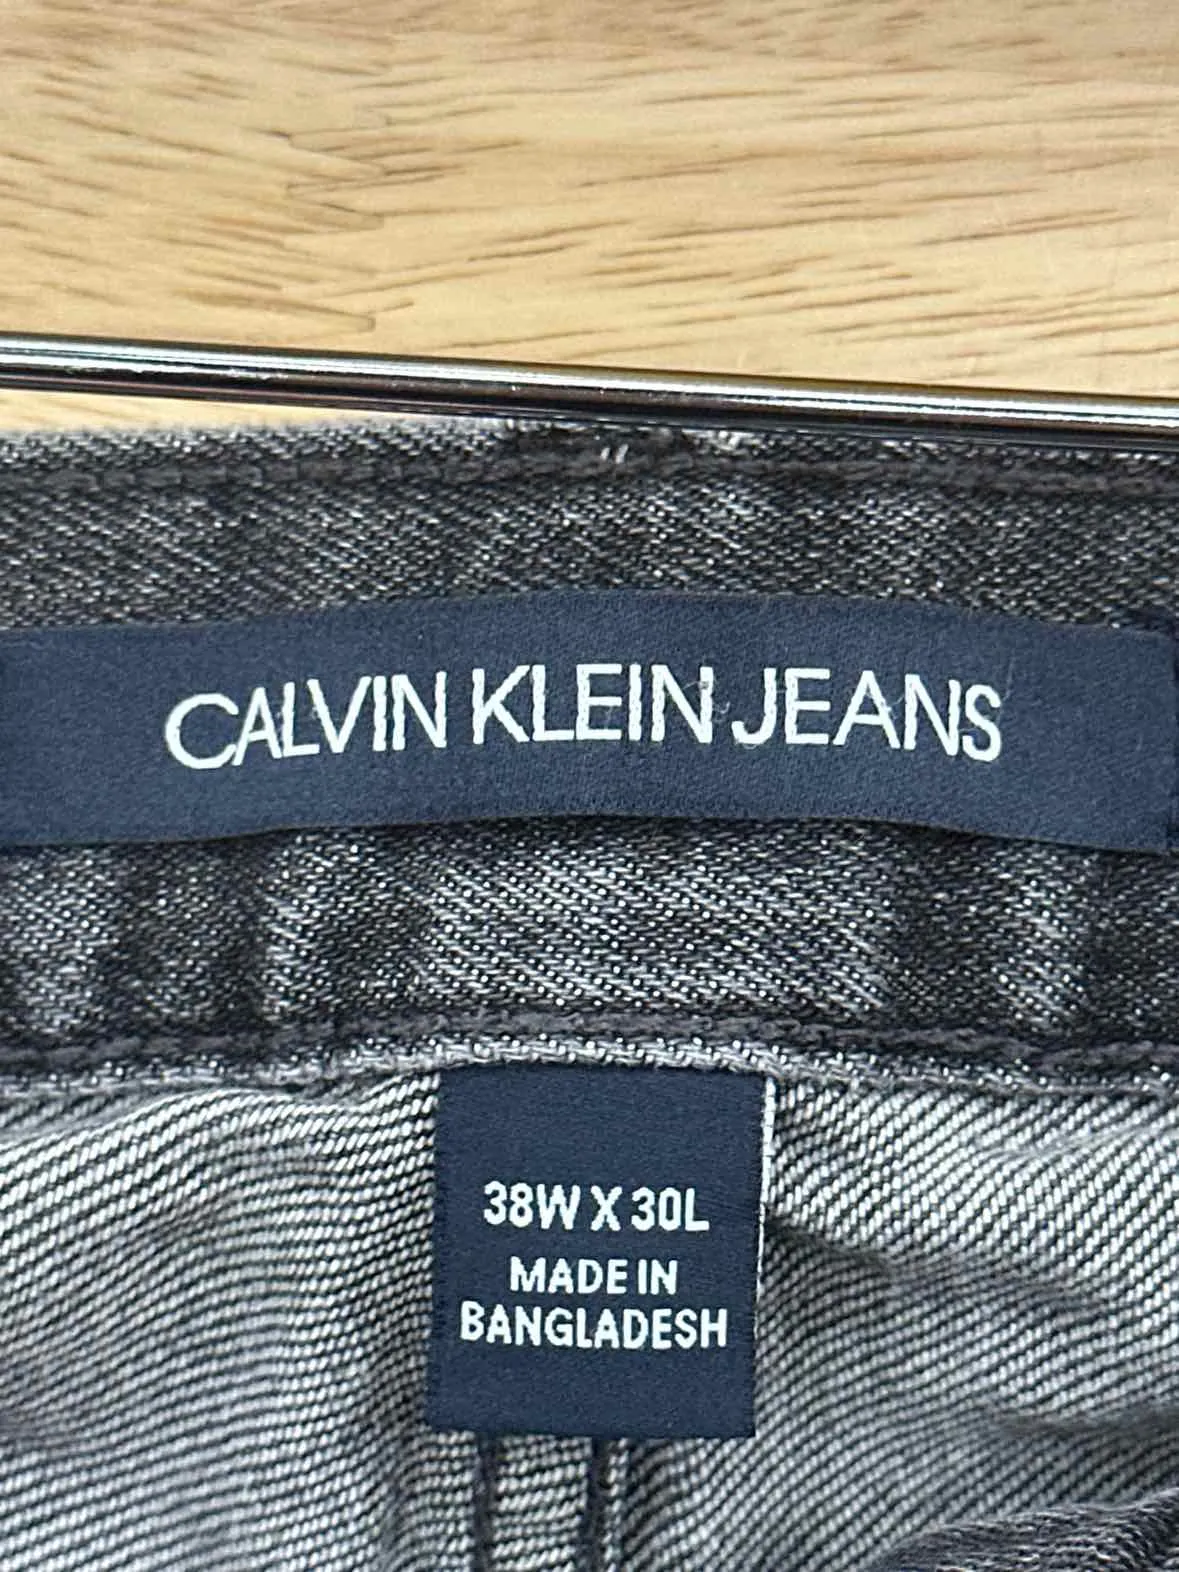 CALVIN KLEIN JEANS
38W X 30L
MADE IN
BANGLADESH